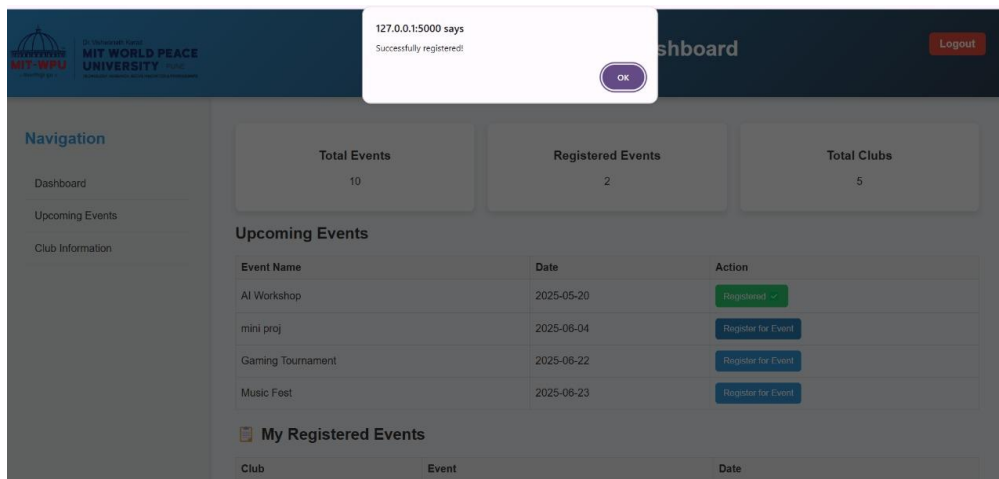 127.0.0.1:5000 says
Successfully registered!
OK
MIT-WPU
MIT WORLD PEACE
UNIVERSITY
shboard
Logout
Navigation
Dashboard
Upcoming Events
Club Information
Total Events
10
Registered Events
2
Total Clubs
5
Upcoming Events
Event Name Date Action
AI Workshop 2025-05-20 Registered ✓
mini proj 2025-06-04 Register for Event
Gaming Tournament 2025-06-22 Register for Event
Music Fest 2025-06-23 Register for Event
📋 My Registered Events
Club Event Date